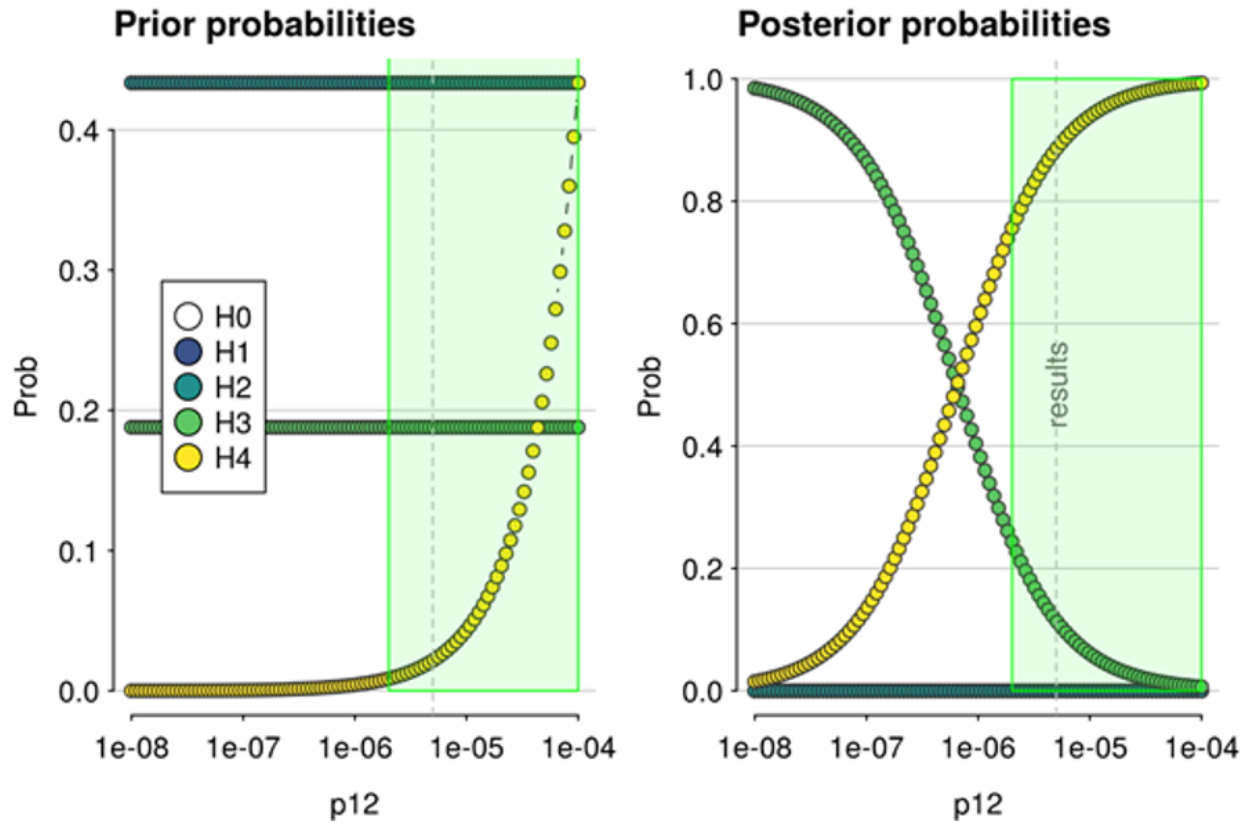 Prior probabilities
0.4
0.3
0.2
0.1
0.0
Prob
H0
H1
H2
H3
H4
1e-08 1e-07 1e-06 1e-05 1e-04
p12
Posterior probabilities
1.0
0.8
0.6
0.4
0.2
0.0
Prob
results
1e-08 1e-07 1e-06 1e-05 1e-04
p12